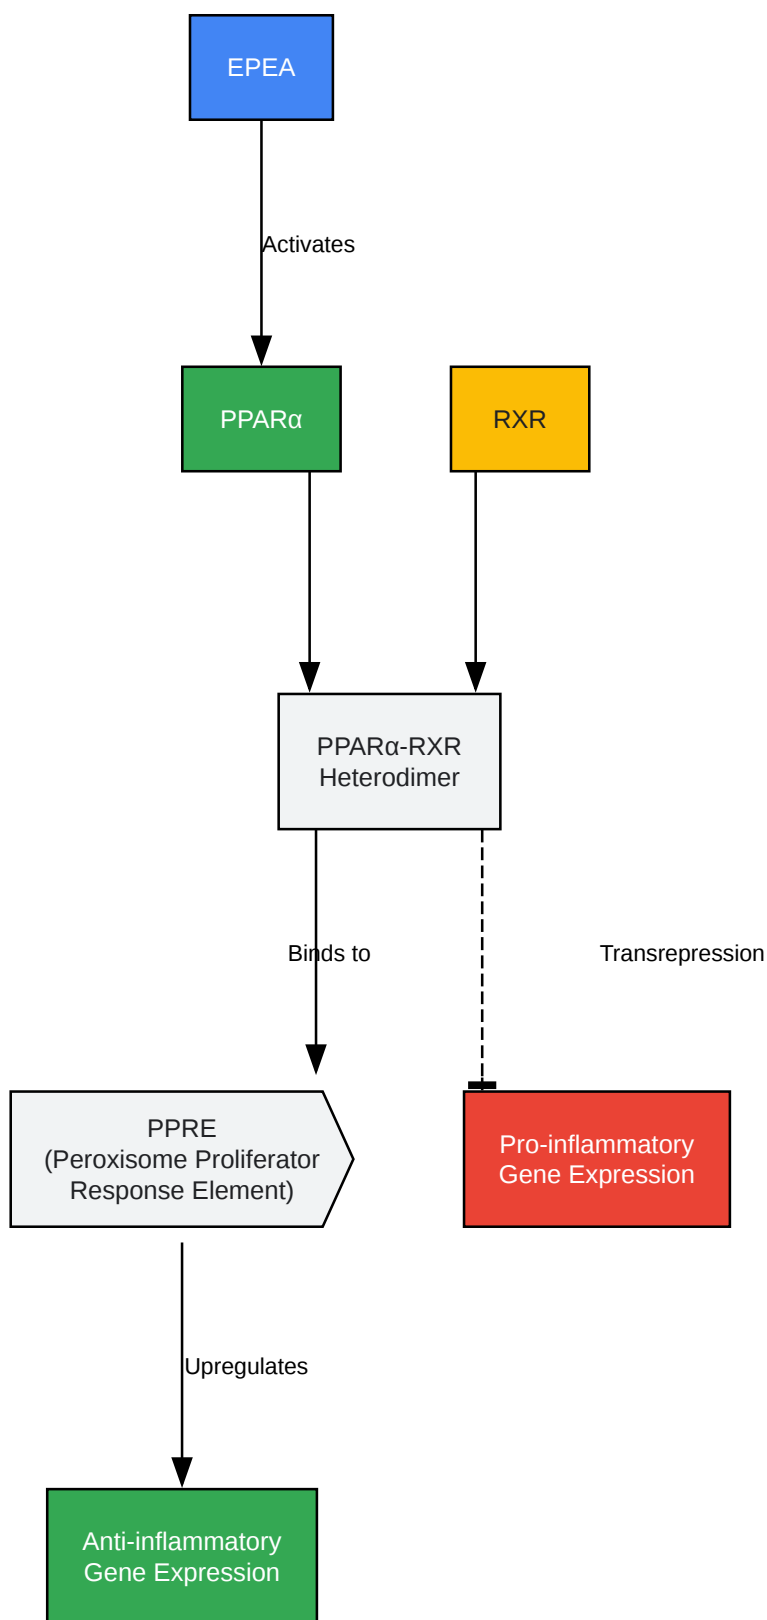 EPEA
Activates
PPARα
RXR
PPARα-RXR
Heterodimer
Binds to
Transrepression
PPRE
(Peroxisome Proliferator
Response Element)
Pro-inflammatory
Gene Expression
Upregulates
Anti-inflammatory
Gene Expression